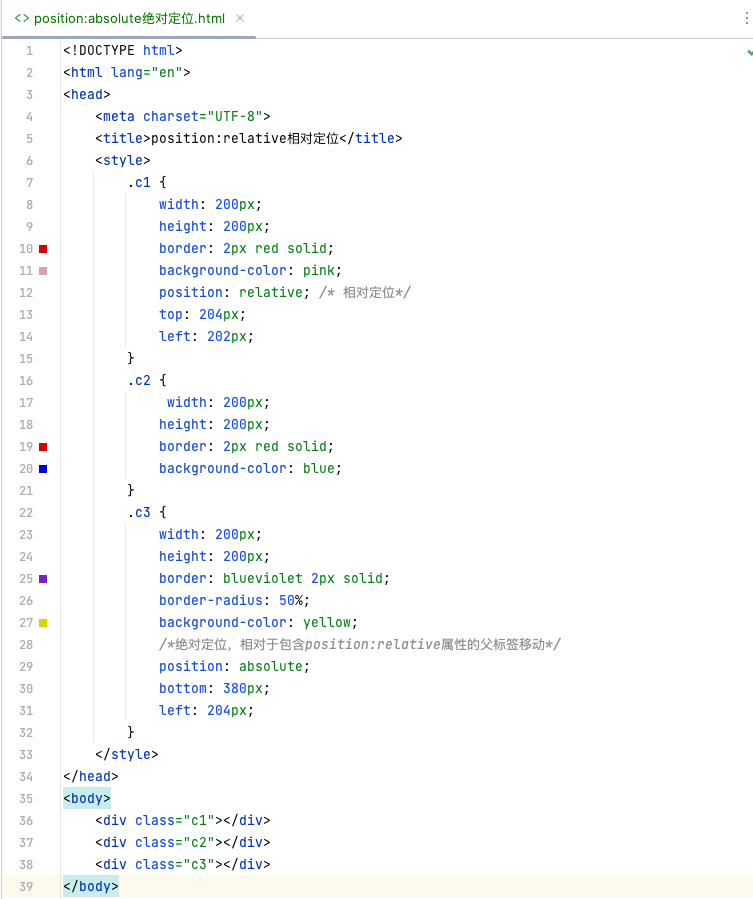 <> position:absolute绝对定位.html ×
1 <!DOCTYPE html>
2 <html lang="en">
3 <head>
4     <meta charset="UTF-8">
5     <title>position:relative相对定位</title>
6     <style>
7         .c1 {
8             width: 200px;
9             height: 200px;
10             border: 2px red solid;
11             background-color: pink;
12             position: relative; /* 相对定位*/
13             top: 204px;
14             left: 202px;
15         }
16         .c2 {
17              width: 200px;
18             height: 200px;
19             border: 2px red solid;
20             background-color: blue;
21         }
22         .c3 {
23             width: 200px;
24             height: 200px;
25             border: blueviolet 2px solid;
26             border-radius: 50%;
27             background-color: yellow;
28             /*绝对定位，相对于包含position:relative属性的父标签移动*/
29             position: absolute;
30             bottom: 380px;
31             left: 204px;
32         }
33     </style>
34 </head>
35 <body>
36     <div class="c1"></div>
37     <div class="c2"></div>
38     <div class="c3"></div>
39 </body>